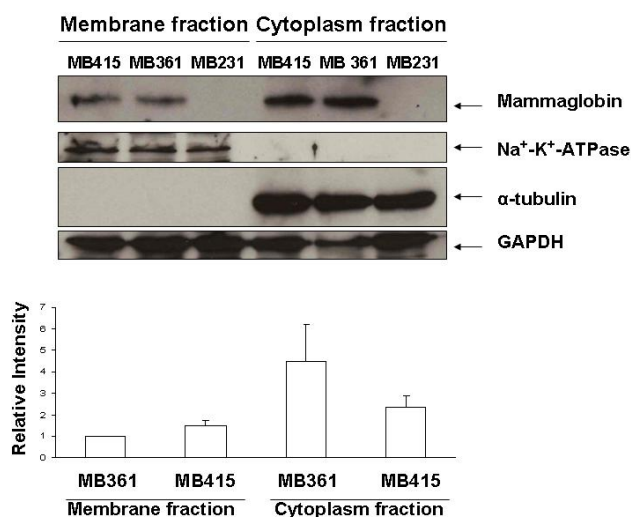 Membrane fraction Cytoplasm fraction
MB415 MB361 MB231 MB415 MB 361 MB231
Mammaglobin
Na⁺-K⁺-ATPase
α-tubulin
GAPDH
Relative Intensity
7
6
5
4
3
2
1
0
MB361 MB415 MB361 MB415
Membrane fraction Cytoplasm fraction